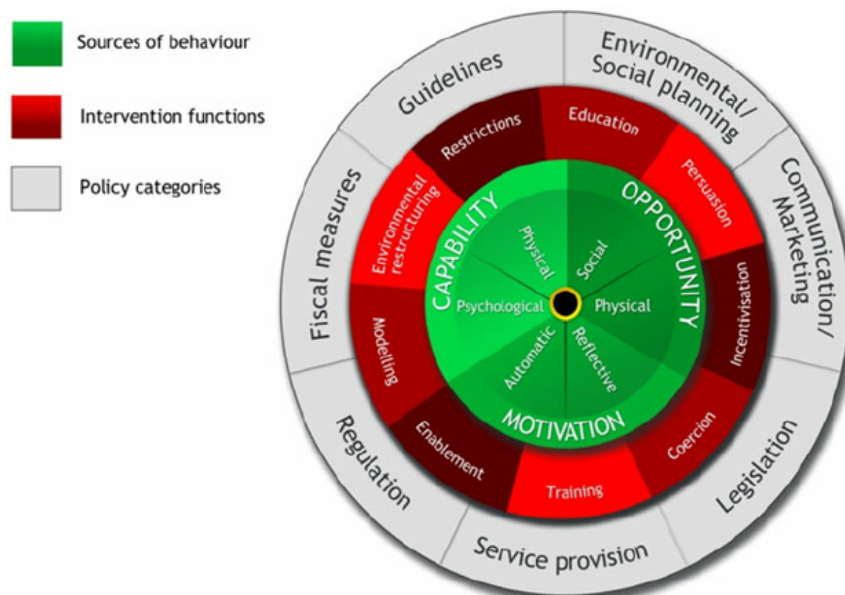 Sources of behaviour
Intervention functions
Policy categories
Guidelines
Environmental/
Social planning
Communication/
Marketing
Legislation
Service provision
Regulation
Fiscal measures
Restrictions
Education
Persuasion
Incentivisation
Coercion
Training
Enablement
Modelling
Environmental
restructuring
CAPABILITY
OPPORTUNITY
MOTIVATION
Physical
Social
Physical
Reflective
Automatic
Psychological